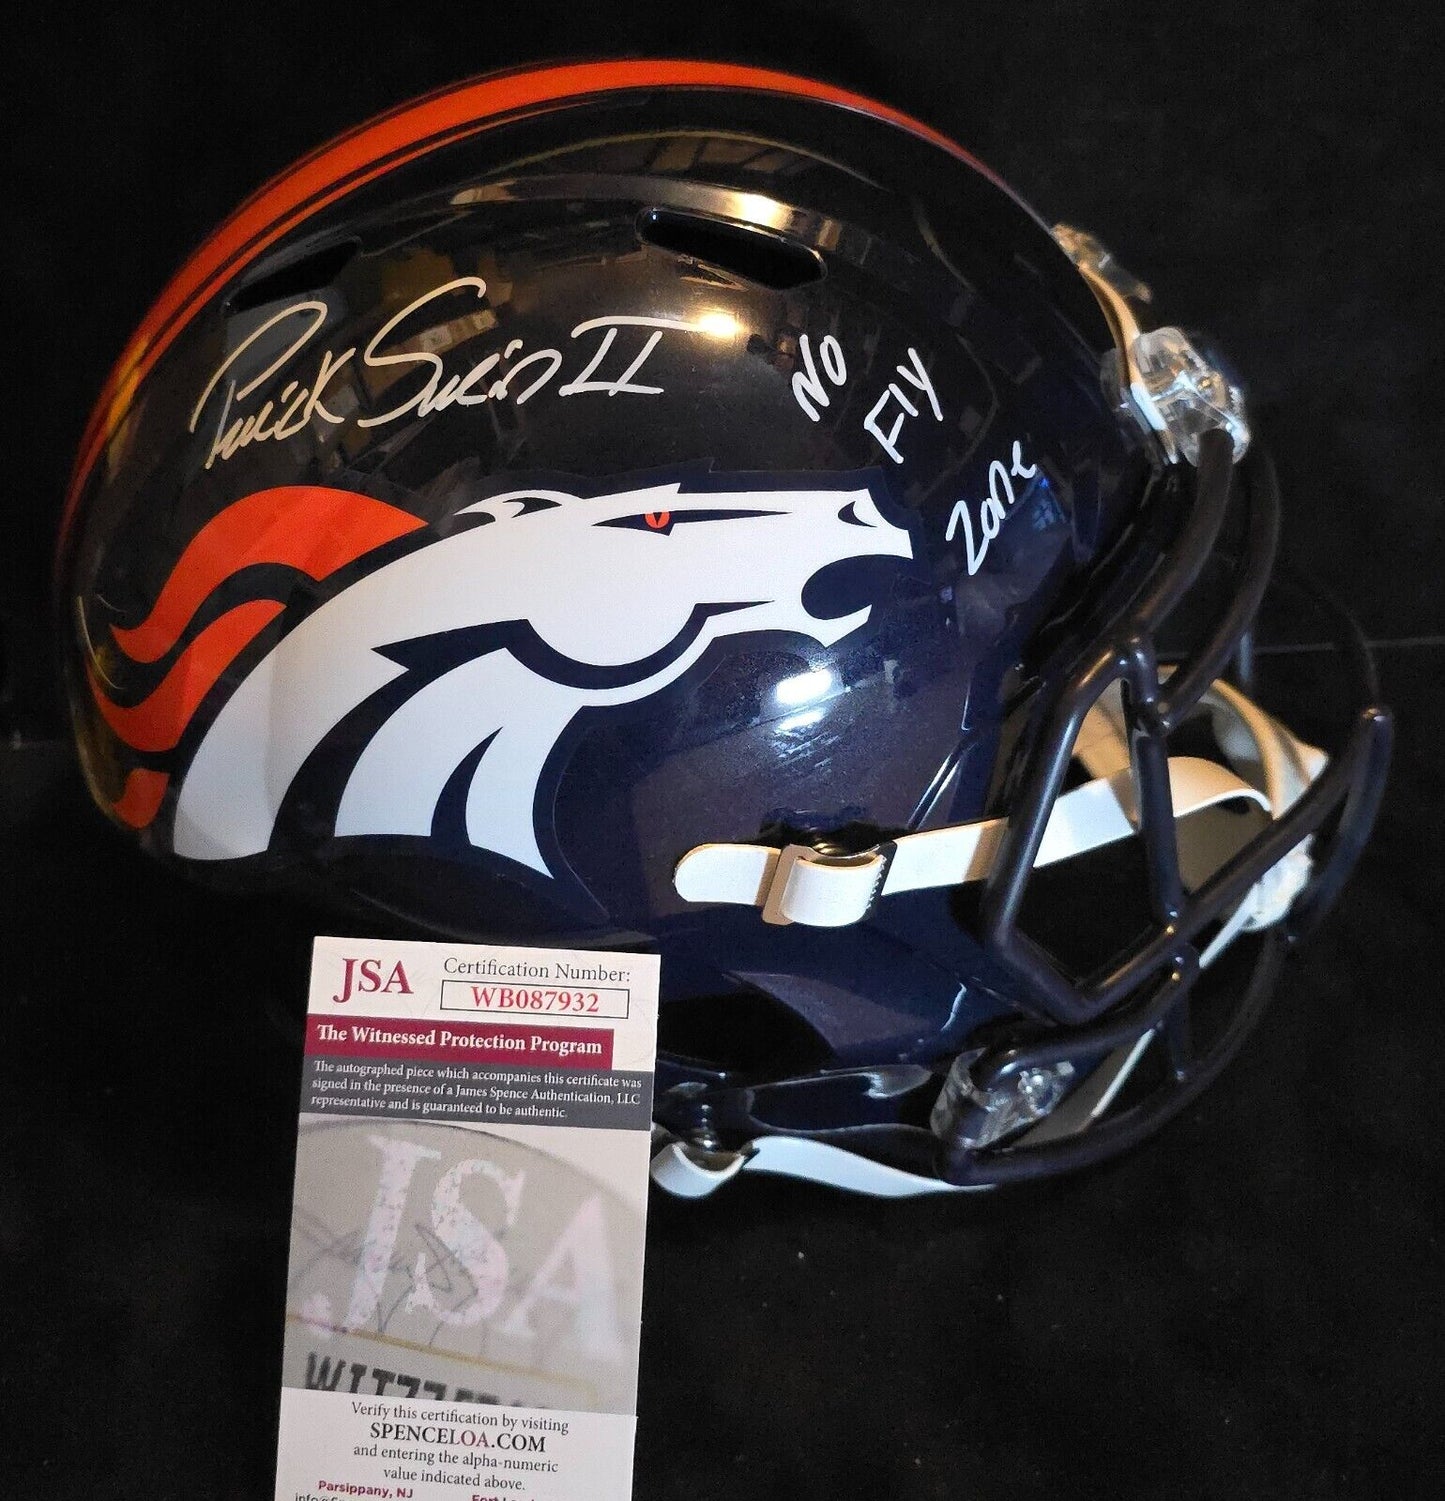 Patrick Surtain II
No
Fly
Zone
JSA
Certification Number:
WB087932
The Witnessed Protection Program
The autographed piece which accompanies this certificate was
signed in the presence of a James Spence Authentication, LLC
representative and is guaranteed to be authentic.
JSA
Verify this certification by visiting
SPENCELOA.COM
and entering the alpha-numeric
value indicated above.
Parsippany, NJ